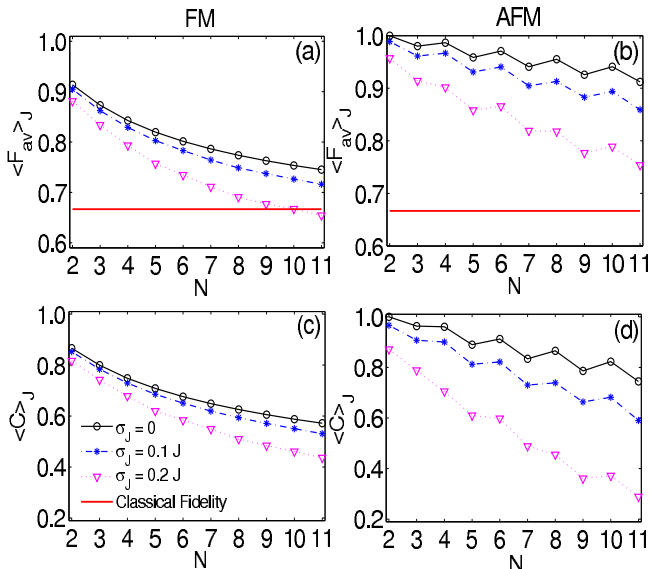 FM
AFM
(a)
1.0
0.9
0.8
0.7
0.6
<F_av>_J
2 3 4 5 6 7 8 9 10 11
N
(b)
1.0
0.9
0.8
0.7
0.6
<F_av>_J
2 3 4 5 6 7 8 9 10 11
N
(c)
1.0
0.8
0.6
0.4
0.2
<C>_J
σ_J = 0
σ_J = 0.1 J
σ_J = 0.2 J
Classical Fidelity
2 3 4 5 6 7 8 9 10 11
N
(d)
1.0
0.8
0.6
0.4
0.2
<C>_J
2 3 4 5 6 7 8 9 10 11
N